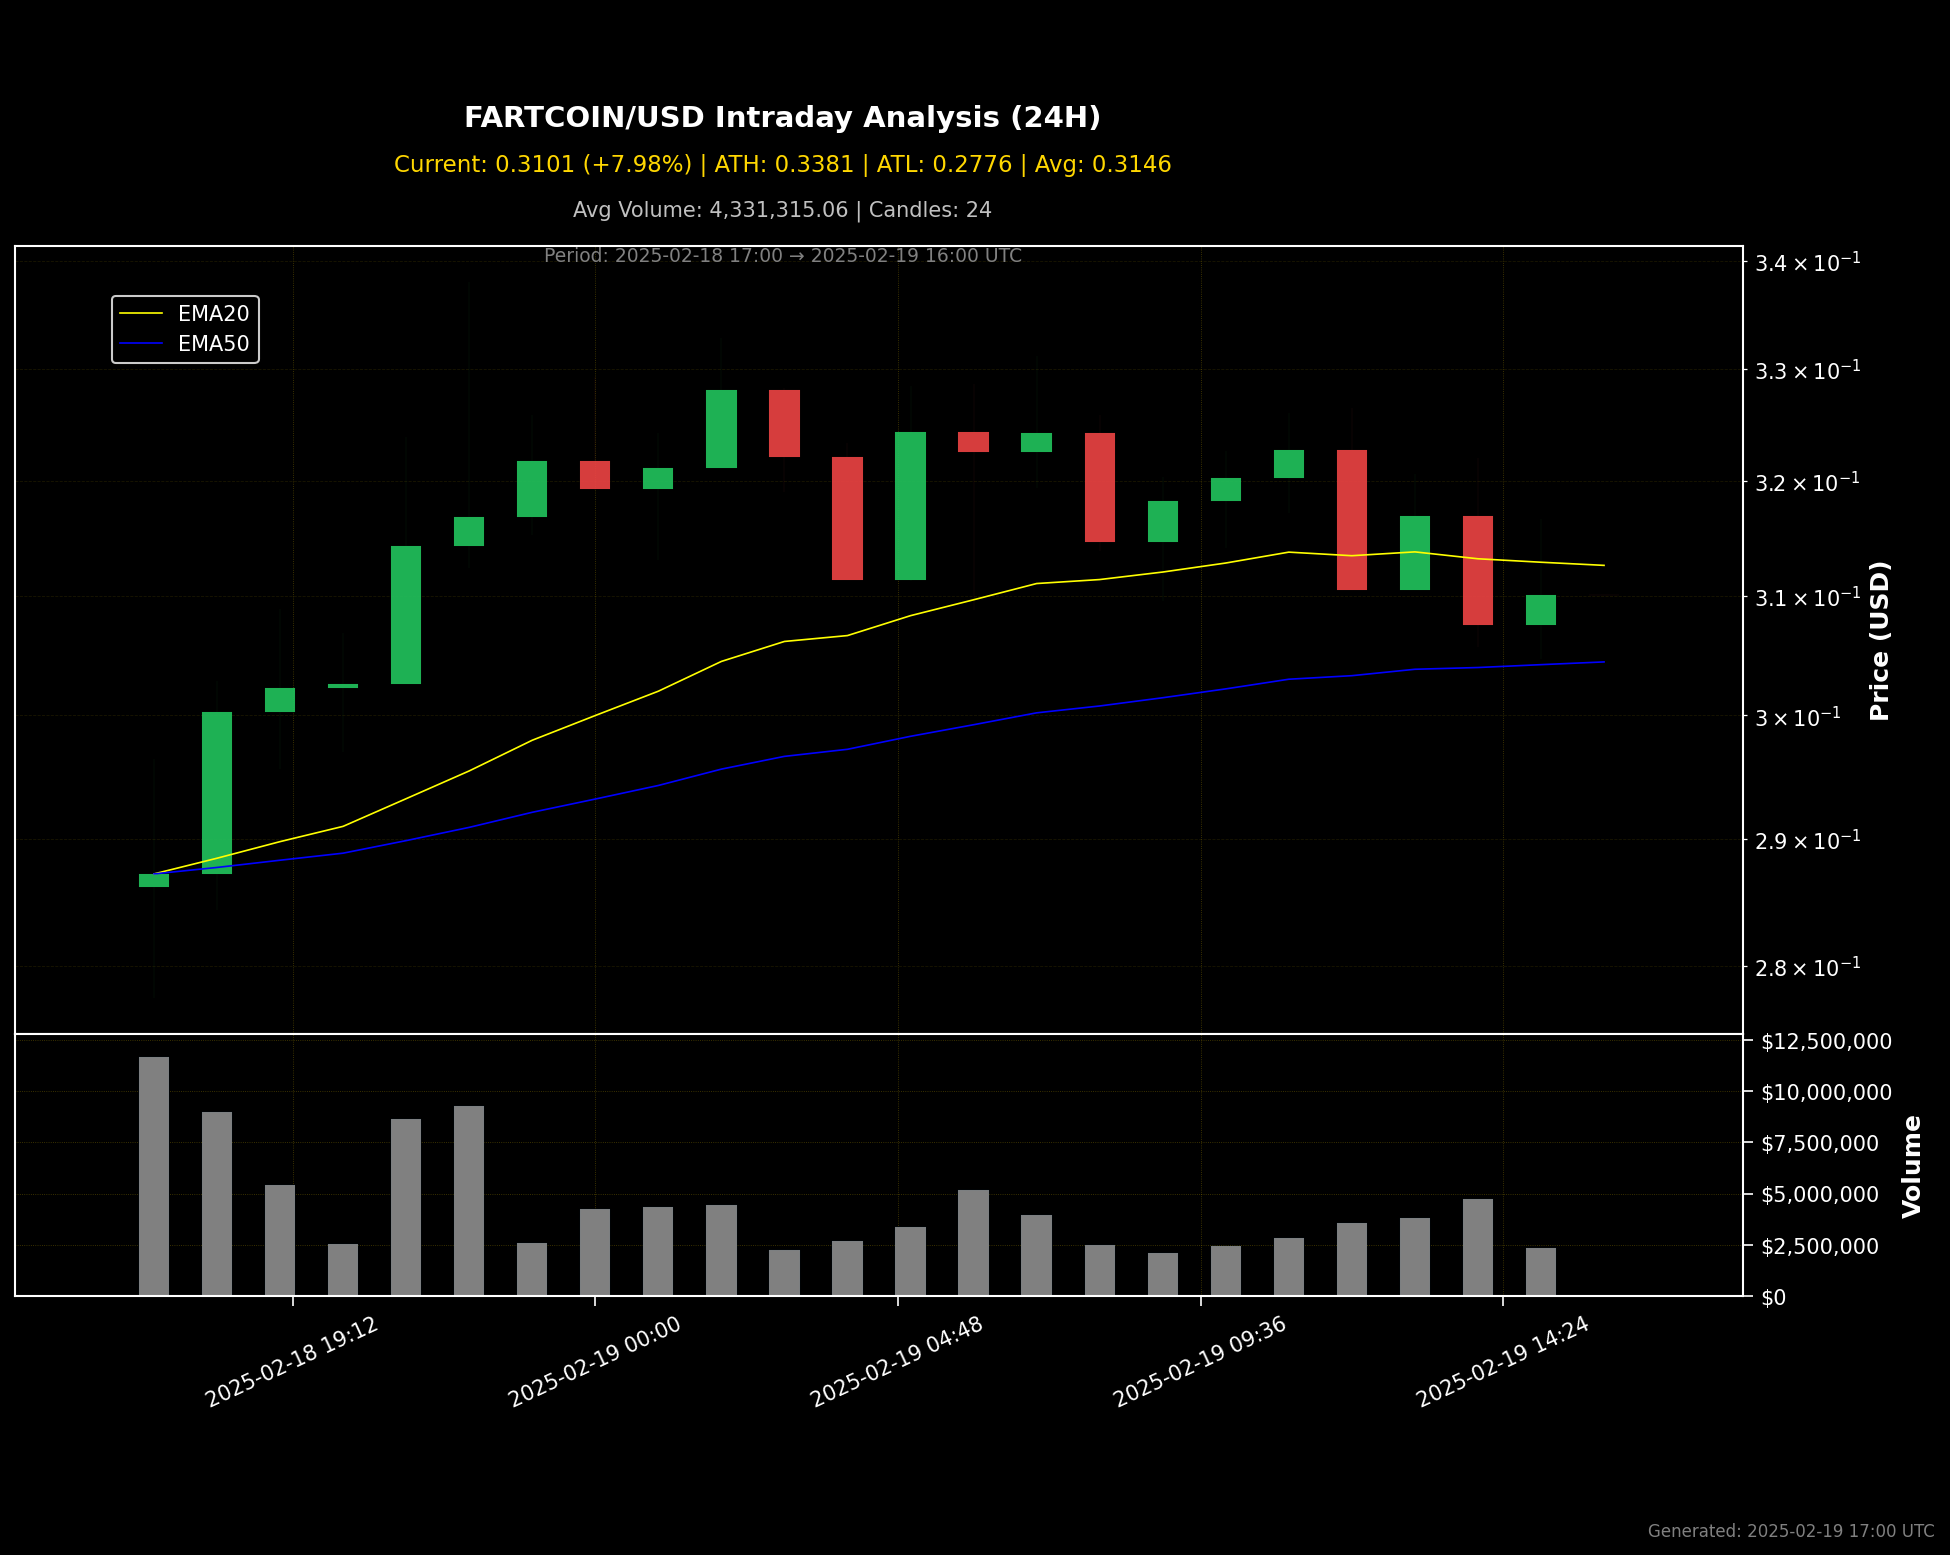 FARTCOIN/USD Intraday Analysis (24H)
Current: 0.3101 (+7.98%) | ATH: 0.3381 | ATL: 0.2776 | Avg: 0.3146
Avg Volume: 4,331,315.06 | Candles: 24
Period: 2025-02-18 17:00 → 2025-02-19 16:00 UTC
EMA20
EMA50
3.4 × 10⁻¹
3.3 × 10⁻¹
3.2 × 10⁻¹
3.1 × 10⁻¹
3 × 10⁻¹
2.9 × 10⁻¹
2.8 × 10⁻¹
Price (USD)
$12,500,000
$10,000,000
$7,500,000
$5,000,000
$2,500,000
$0
Volume
2025-02-18 19:12
2025-02-19 00:00
2025-02-19 04:48
2025-02-19 09:36
2025-02-19 14:24
Generated: 2025-02-19 17:00 UTC